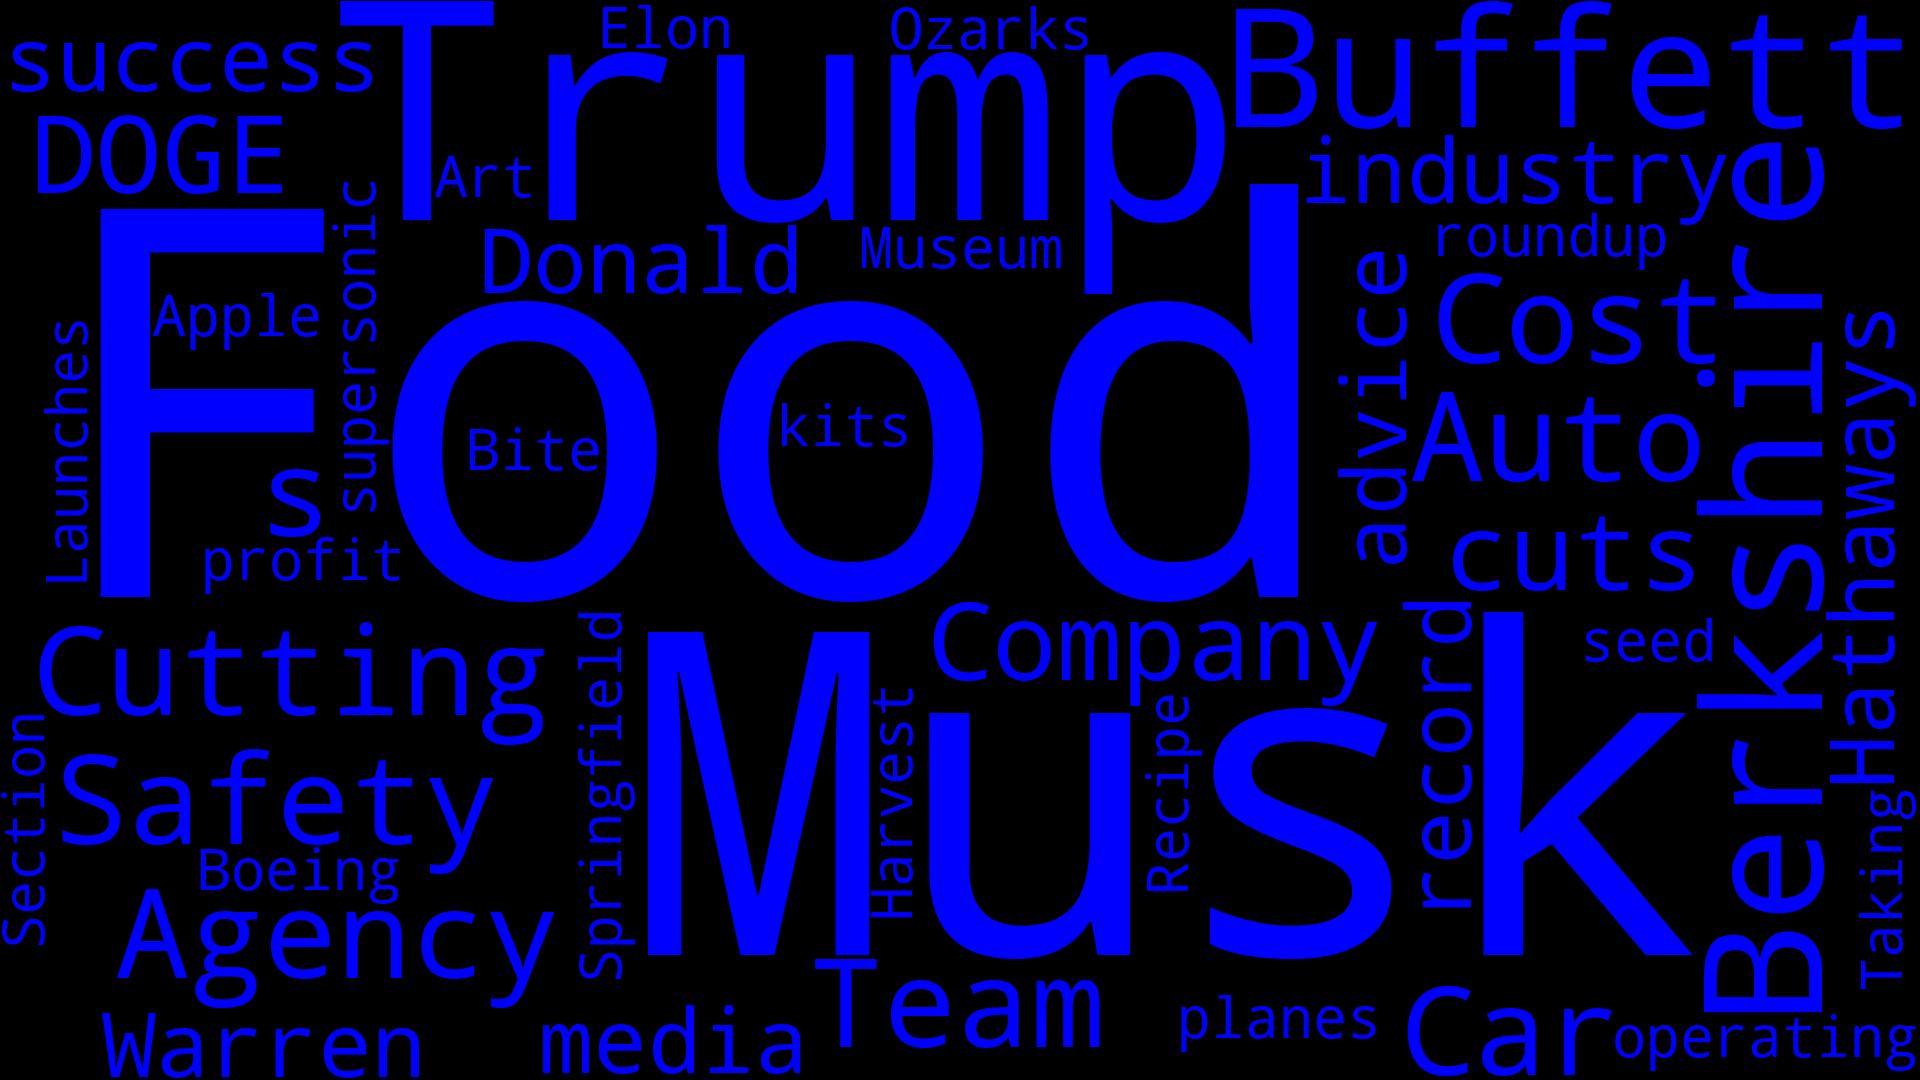 success
Trump
Elon
Ozarks
Buffett
DOGE
Art
industry
supersonic
Donald
Museum
roundup
Food
Apple
Launches
advice
Cost
Berkshire
Hathaways
Bite
kits
Auto
s
profit
cuts
Cutting
Springfield
Musk
Company
record
seed
Section
Safety
Harvest
Recipe
Boeing
Agency
Taking
Warren
media
Team
planes
Car
operating